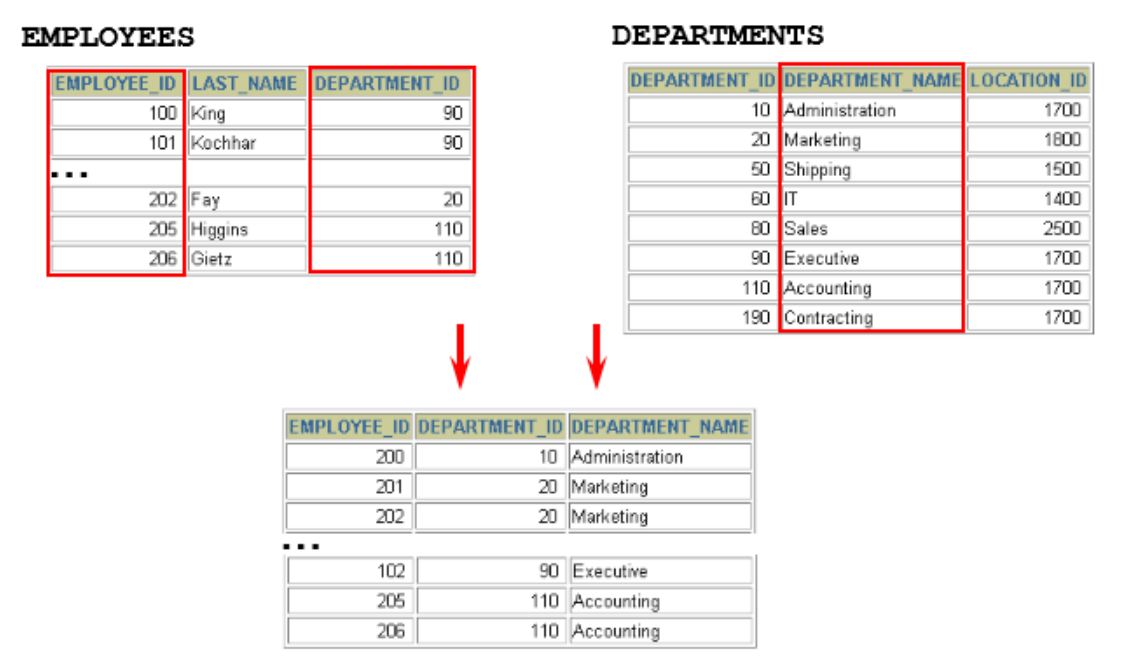 EMPLOYEES
EMPLOYEE_ID LAST_NAME DEPARTMENT_ID
100 King 90
101 Kochhar 90
...
202 Fay 20
205 Higgins 110
206 Gietz 110
DEPARTMENTS
DEPARTMENT_ID DEPARTMENT_NAME LOCATION_ID
10 Administration 1700
20 Marketing 1800
50 Shipping 1500
60 IT 1400
80 Sales 2500
90 Executive 1700
110 Accounting 1700
190 Contracting 1700
EMPLOYEE_ID DEPARTMENT_ID DEPARTMENT_NAME
200 10 Administration
201 20 Marketing
202 20 Marketing
...
102 90 Executive
205 110 Accounting
206 110 Accounting